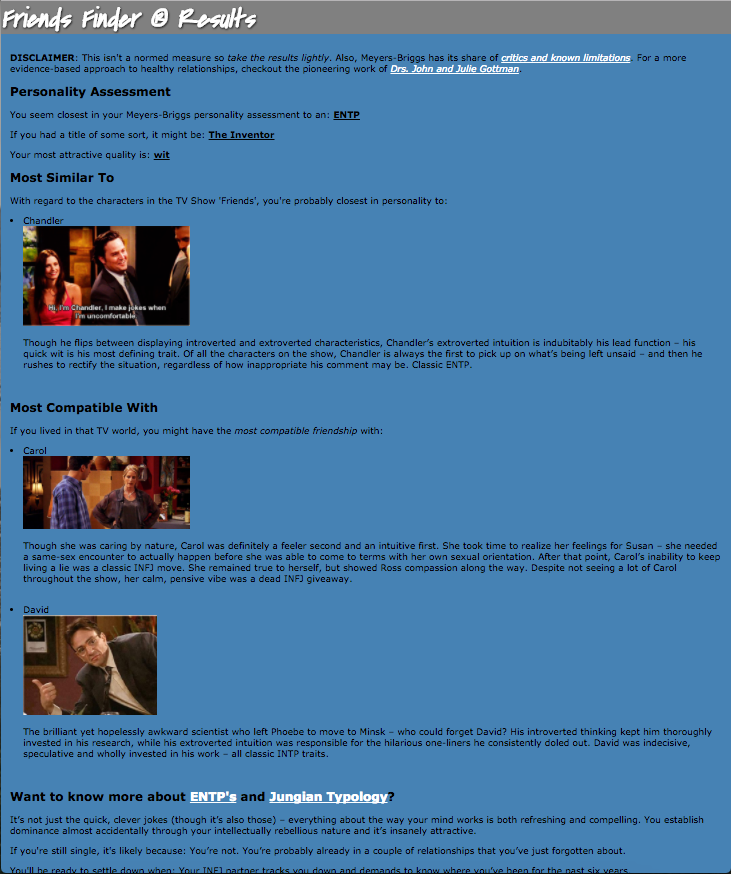 Friends Finder @ Results
DISCLAIMER: This isn't a normed measure so take the results lightly. Also, Meyers-Briggs has its share of critics and known limitations. For a more
evidence-based approach to healthy relationships, checkout the pioneering work of Drs. John and Julie Gottman.
Personality Assessment
You seem closest in your Meyers-Briggs personality assessment to an: ENTP
If you had a title of some sort, it might be: The Inventor
Your most attractive quality is: wit
Most Similar To
With regard to the characters in the TV Show 'Friends', you're probably closest in personality to:
• Chandler
Hi, I'm Chandler, I make jokes when
I'm uncomfortable
Though he flips between displaying introverted and extroverted characteristics, Chandler's extroverted intuition is indubitably his lead function – his
quick wit is his most defining trait. Of all the characters on the show, Chandler is always the first to pick up on what's being left unsaid – and then he
rushes to rectify the situation, regardless of how inappropriate his comment may be. Classic ENTP.
Most Compatible With
If you lived in that TV world, you might have the most compatible friendship with:
• Carol
Though she was caring by nature, Carol was definitely a feeler second and an intuitive first. She took time to realize her feelings for Susan – she needed
a same-sex encounter to actually happen before she was able to come to terms with her own sexual orientation. After that point, Carol's inability to keep
living a lie was a classic INFJ move. She remained true to herself, but showed Ross compassion along the way. Despite not seeing a lot of Carol
throughout the show, her calm, pensive vibe was a dead INFJ giveaway.
• David
The brilliant yet hopelessly awkward scientist who left Phoebe to move to Minsk – who could forget David? His introverted thinking kept him thoroughly
invested in his research, while his extroverted intuition was responsible for the hilarious one-liners he consistently doled out. David was indecisive,
speculative and wholly invested in his work – all classic INTP traits.
Want to know more about ENTP's and Jungian Typology?
It's not just the quick, clever jokes (though it's also those) – everything about the way your mind works is both refreshing and compelling. You establish
dominance almost accidentally through your intellectually rebellious nature and it's insanely attractive.
If you're still single, it's likely because: You're not. You're probably already in a couple of relationships that you've just forgotten about.
You'll be ready to settle down when: Your INFJ partner tracks you down and demands to know where you've been for the past six years.